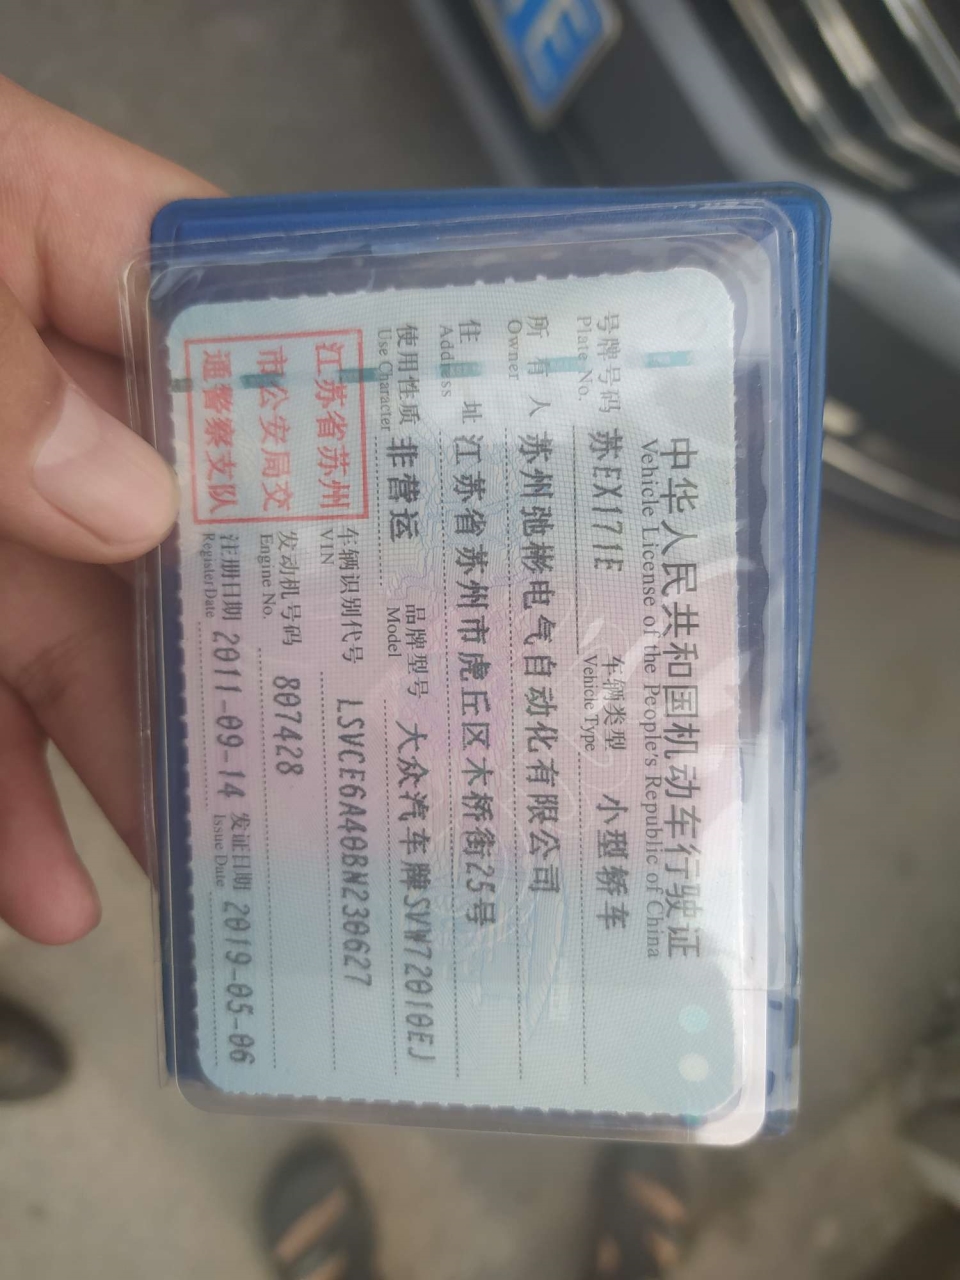 中华人民共和国机动车行驶证
Vehicle License of the People's Republic of China
号牌号码 苏EX171E 车辆类型 小型轿车
Plate No. Vehicle Type
所有人 苏州弛彬电气自动化有限公司
Owner
住址 江苏省苏州市虎丘区木桥街25号
Address
使用性质 非营运 品牌型号 大众汽车牌SVW72010EJ
Use Character Model
江苏省苏州
市公安局交
通警察支队
车辆识别代号 LSVCE6A40BN230627
VIN
发动机号码 807428
Engine No.
注册日期 2011-09-14 发证日期 2019-05-06
Register Date Issue Date